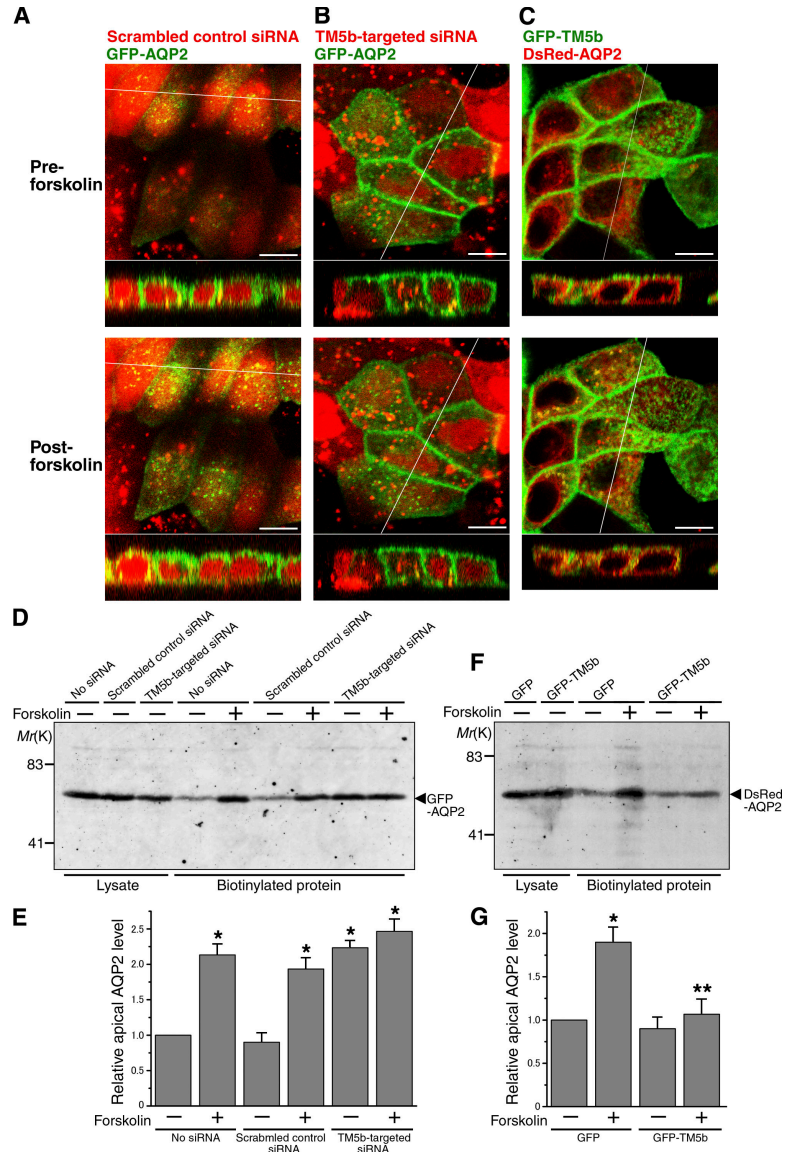 A
B
C
Scrambled control siRNA
GFP-AQP2
TM5b-targeted siRNA
GFP-AQP2
GFP-TM5b
DsRed-AQP2
Pre-
forskolin
Post-
forskolin
D
No siRNA
Scrambled control siRNA
TM5b-targeted siRNA
No siRNA
Scrambled control siRNA
TM5b-targeted siRNA
Forskolin − − − − + − + − +
Mr(K)
83
41
GFP
-AQP2
Lysate
Biotinylated protein
F
GFP
GFP-TM5b
GFP
GFP-TM5b
Forskolin − − − + − +
Mr(K)
83
41
DsRed
-AQP2
Lysate
Biotinylated protein
E
Relative apical AQP2 level
2.5
2.0
1.5
1.0
0.5
0
* * * *
Forskolin − + − + − +
No siRNA
Scrabmled control
siRNA
TM5b-targeted
siRNA
G
Relative apical AQP2 level
2.0
1.5
1.0
0.5
0
* **
Forskolin − + − +
GFP
GFP-TM5b